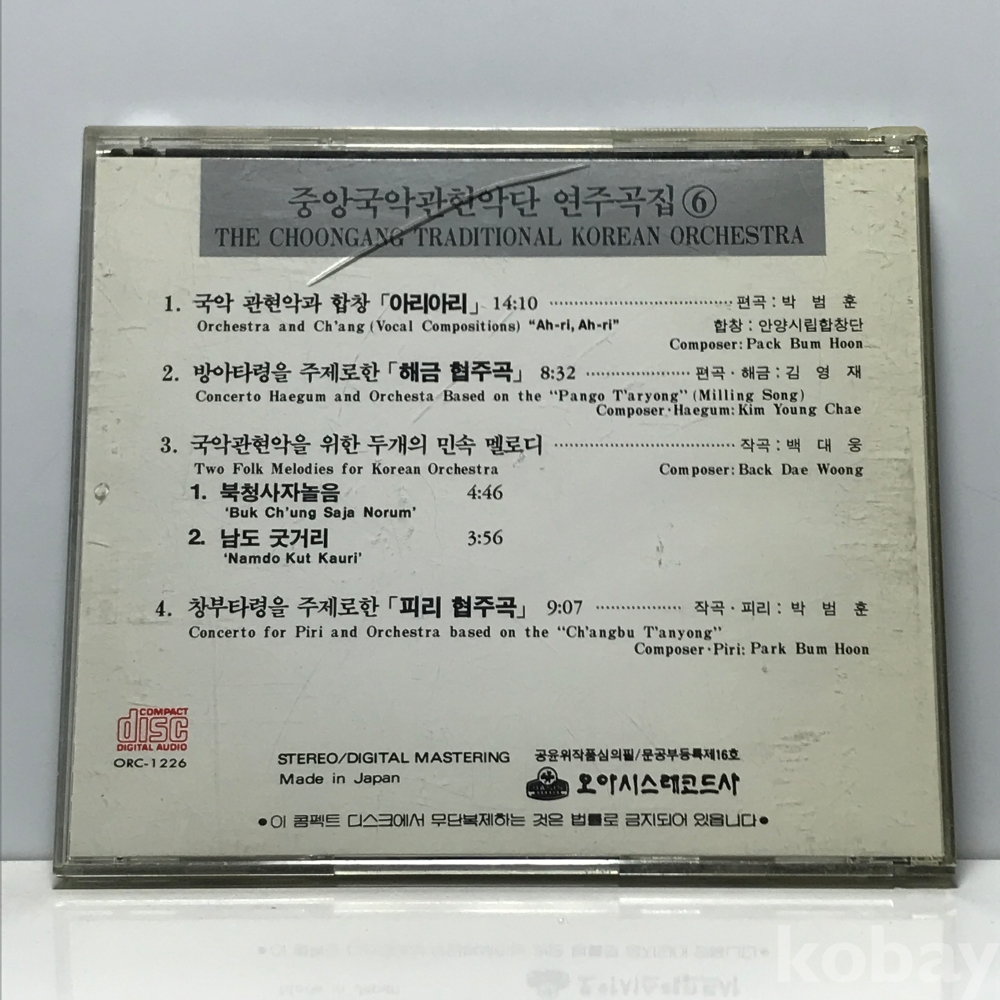 중앙국악관현악단 연주곡집⑥
THE CHOONGANG TRADITIONAL KOREAN ORCHESTRA
1. 국악 관현악과 합창「아리아리」 14:10 ······ 편곡 : 박 범 훈
합창 : 안양시립합창단
Orchestra and Ch'ang (Vocal Compositions) "Ah-ri, Ah-ri"
Composer: Pack Bum Hoon
2. 방아타령을 주제로한「해금 협주곡」 8:32 ······ 편곡 · 해금 : 김 영 재
Concerto Haegum and Orchesta Based on the "Pango T'aryong" (Milling Song)
Composer·Haegum: Kim Young Chae
3. 국악관현악을 위한 두개의 민속 멜로디 ······ 작곡 : 백 대 웅
Two Folk Melodies for Korean Orchestra Composer: Back Dae Woong
1. 북청사자놀음 4:46
'Buk Ch'ung Saja Norum'
2. 남도 굿거리 3:56
'Namdo Kut Kauri'
4. 창부타령을 주제로한「피리 협주곡」 9:07 ······ 작곡 · 피리 : 박 범 훈
Concerto for Piri and Orchestra based on the "Ch'angbu T'anyong"
Composer·Piri: Park Bum Hoon
COMPACT
disc
DIGITAL AUDIO
ORC-1226
STEREO/DIGITAL MASTERING 공윤위작품심의필/문공부등록제16호
Made in Japan 오아시스레코드사
●이 콤팩트 디스크에서 무단복제하는 것은 법률로 금지되어 있읍니다●
kobay